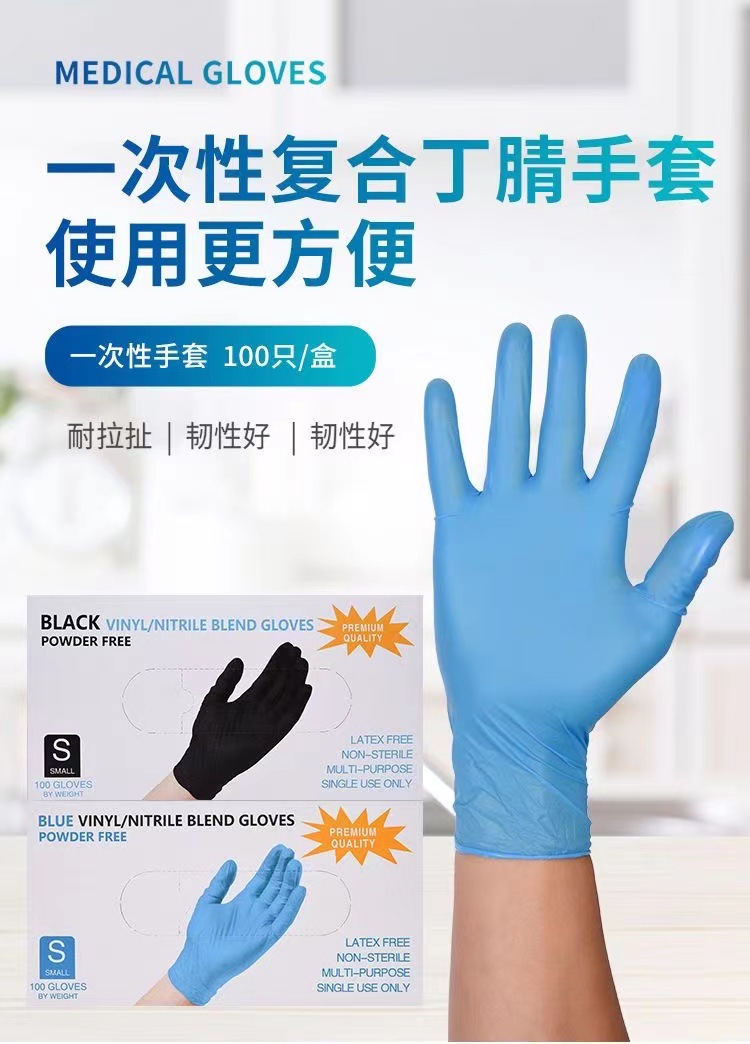 MEDICAL GLOVES
一次性复合丁腈手套
使用更方便
一次性手套 100只/盒
耐拉扯 | 韧性好 | 韧性好
BLACK VINYL/NITRILE BLEND GLOVES
POWDER FREE
PREMIUM
QUALITY
S
SMALL
100 GLOVES
BY WEIGHT
LATEX FREE
NON-STERILE
MULTI-PURPOSE
SINGLE USE ONLY
BLUE VINYL/NITRILE BLEND GLOVES
POWDER FREE
PREMIUM
QUALITY
S
SMALL
100 GLOVES
BY WEIGHT
LATEX FREE
NON-STERILE
MULTI-PURPOSE
SINGLE USE ONLY